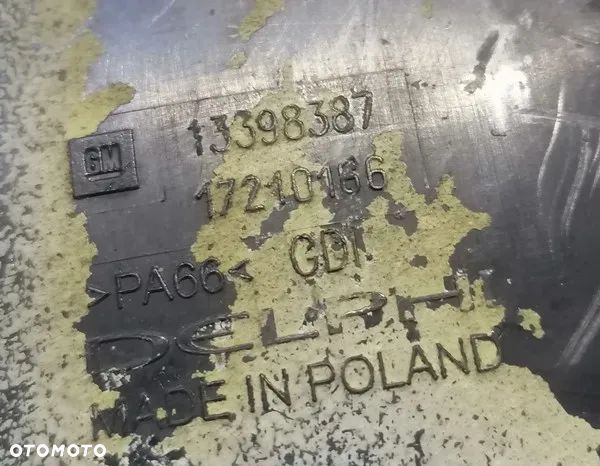 13398387
GM
17210166
>PA66< GDI
DELPHI
MADE IN POLAND
OTOMOTO